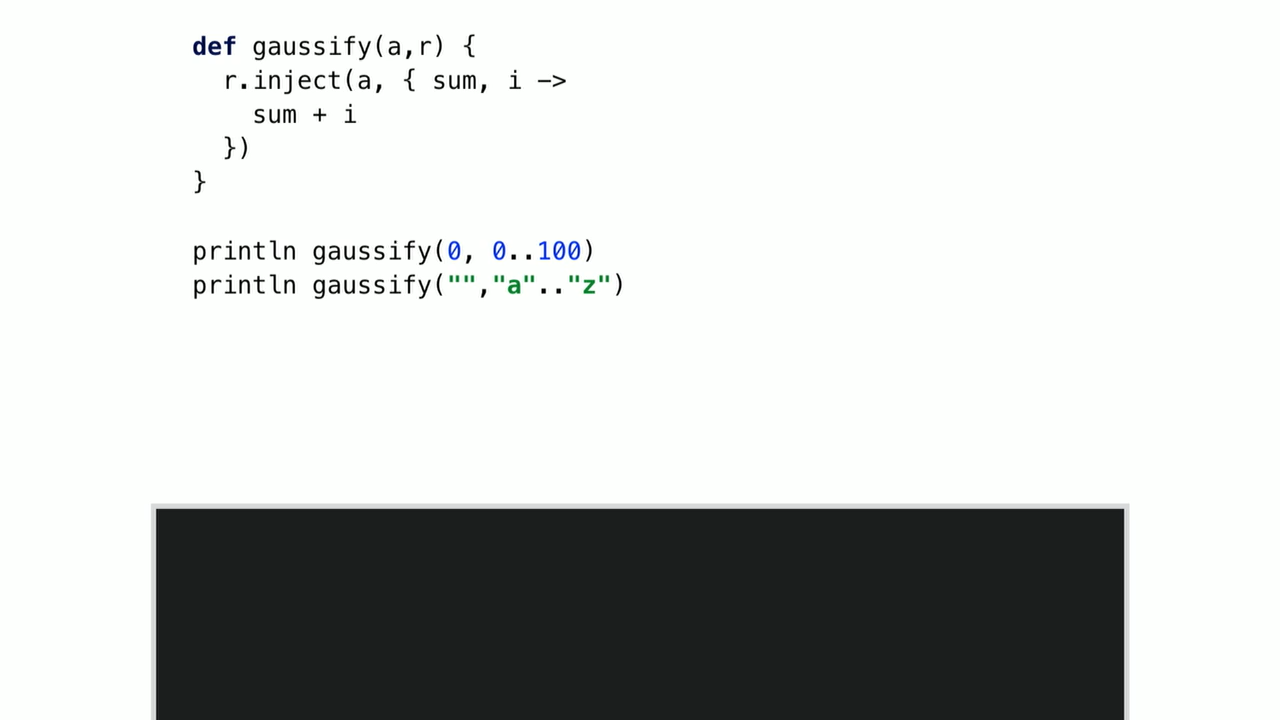 def gaussify(a,r) {
  r.inject(a, { sum, i ->
    sum + i
  })
}
println gaussify(0, 0..100)
println gaussify("","a".."z")